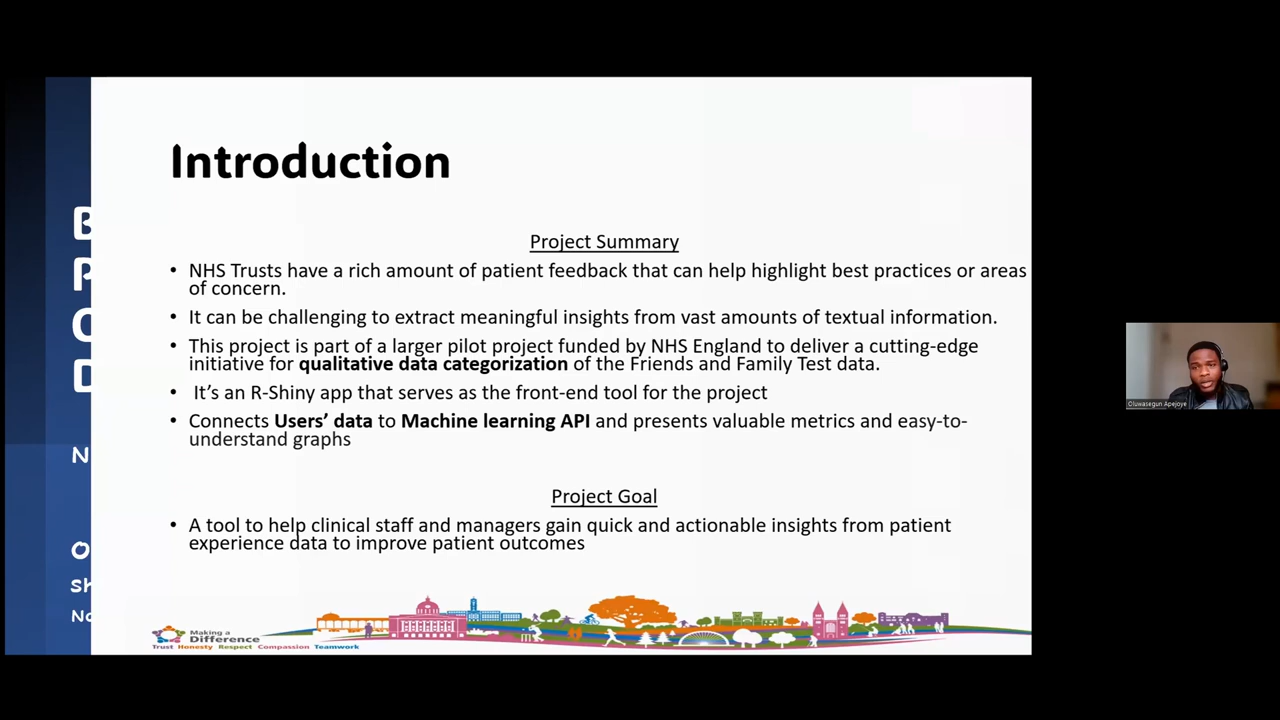 Introduction
Project Summary
• NHS Trusts have a rich amount of patient feedback that can help highlight best practices or areas
of concern.
• It can be challenging to extract meaningful insights from vast amounts of textual information.
• This project is part of a larger pilot project funded by NHS England to deliver a cutting-edge
initiative for qualitative data categorization of the Friends and Family Test data.
• It’s an R-Shiny app that serves as the front-end tool for the project
• Connects Users’ data to Machine learning API and presents valuable metrics and easy-to-
understand graphs
Project Goal
• A tool to help clinical staff and managers gain quick and actionable insights from patient
experience data to improve patient outcomes
Making a
Difference
Trust Honesty Respect Compassion Teamwork
Oluwasegun Apejoye